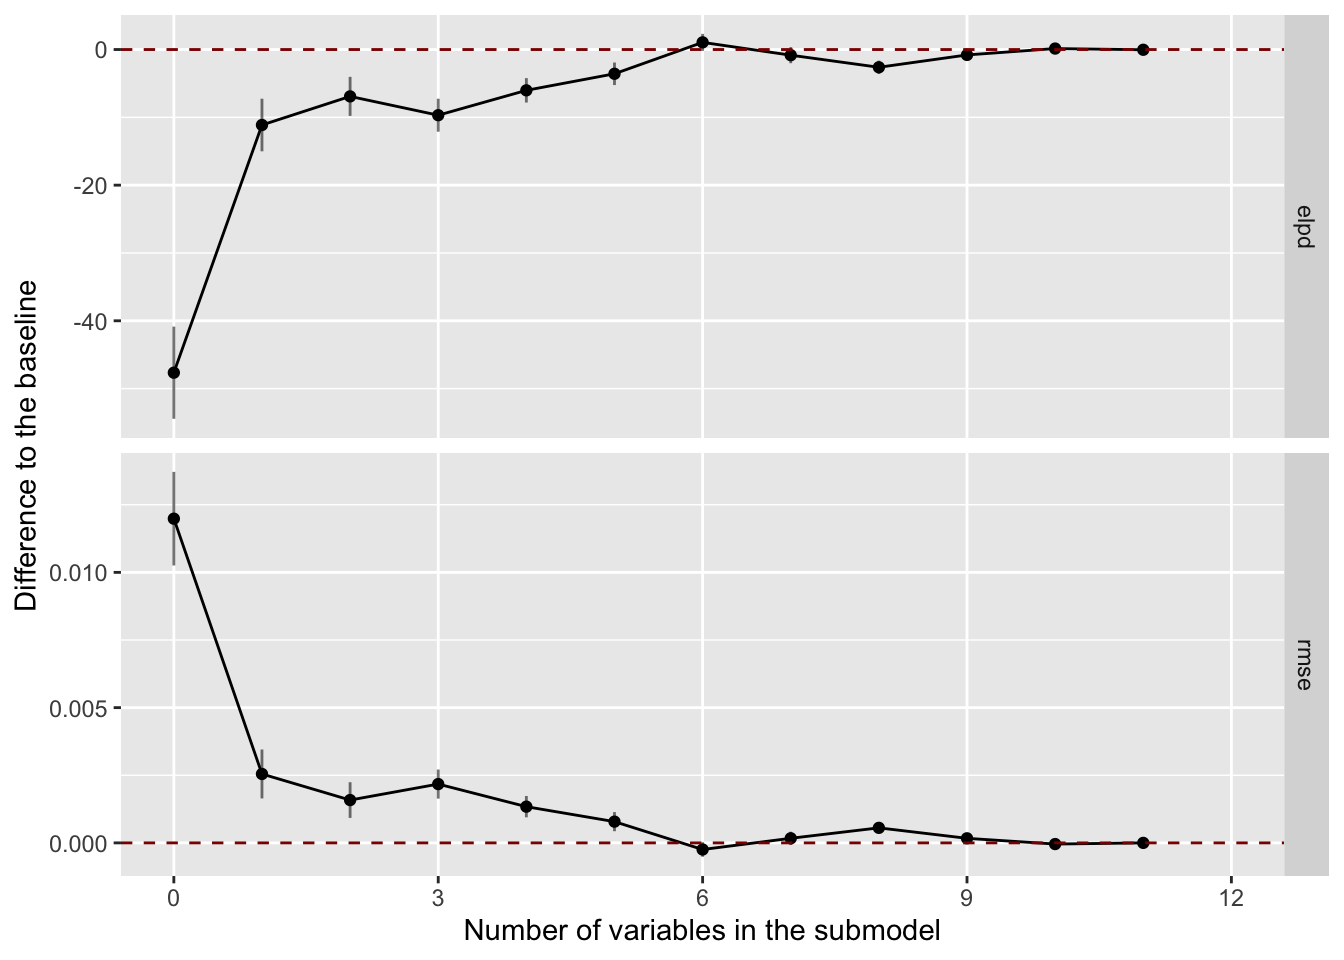 0
-20
-40
elpd
Difference to the baseline
0.010
0.005
0.000
rmse
0 3 6 9 12
Number of variables in the submodel